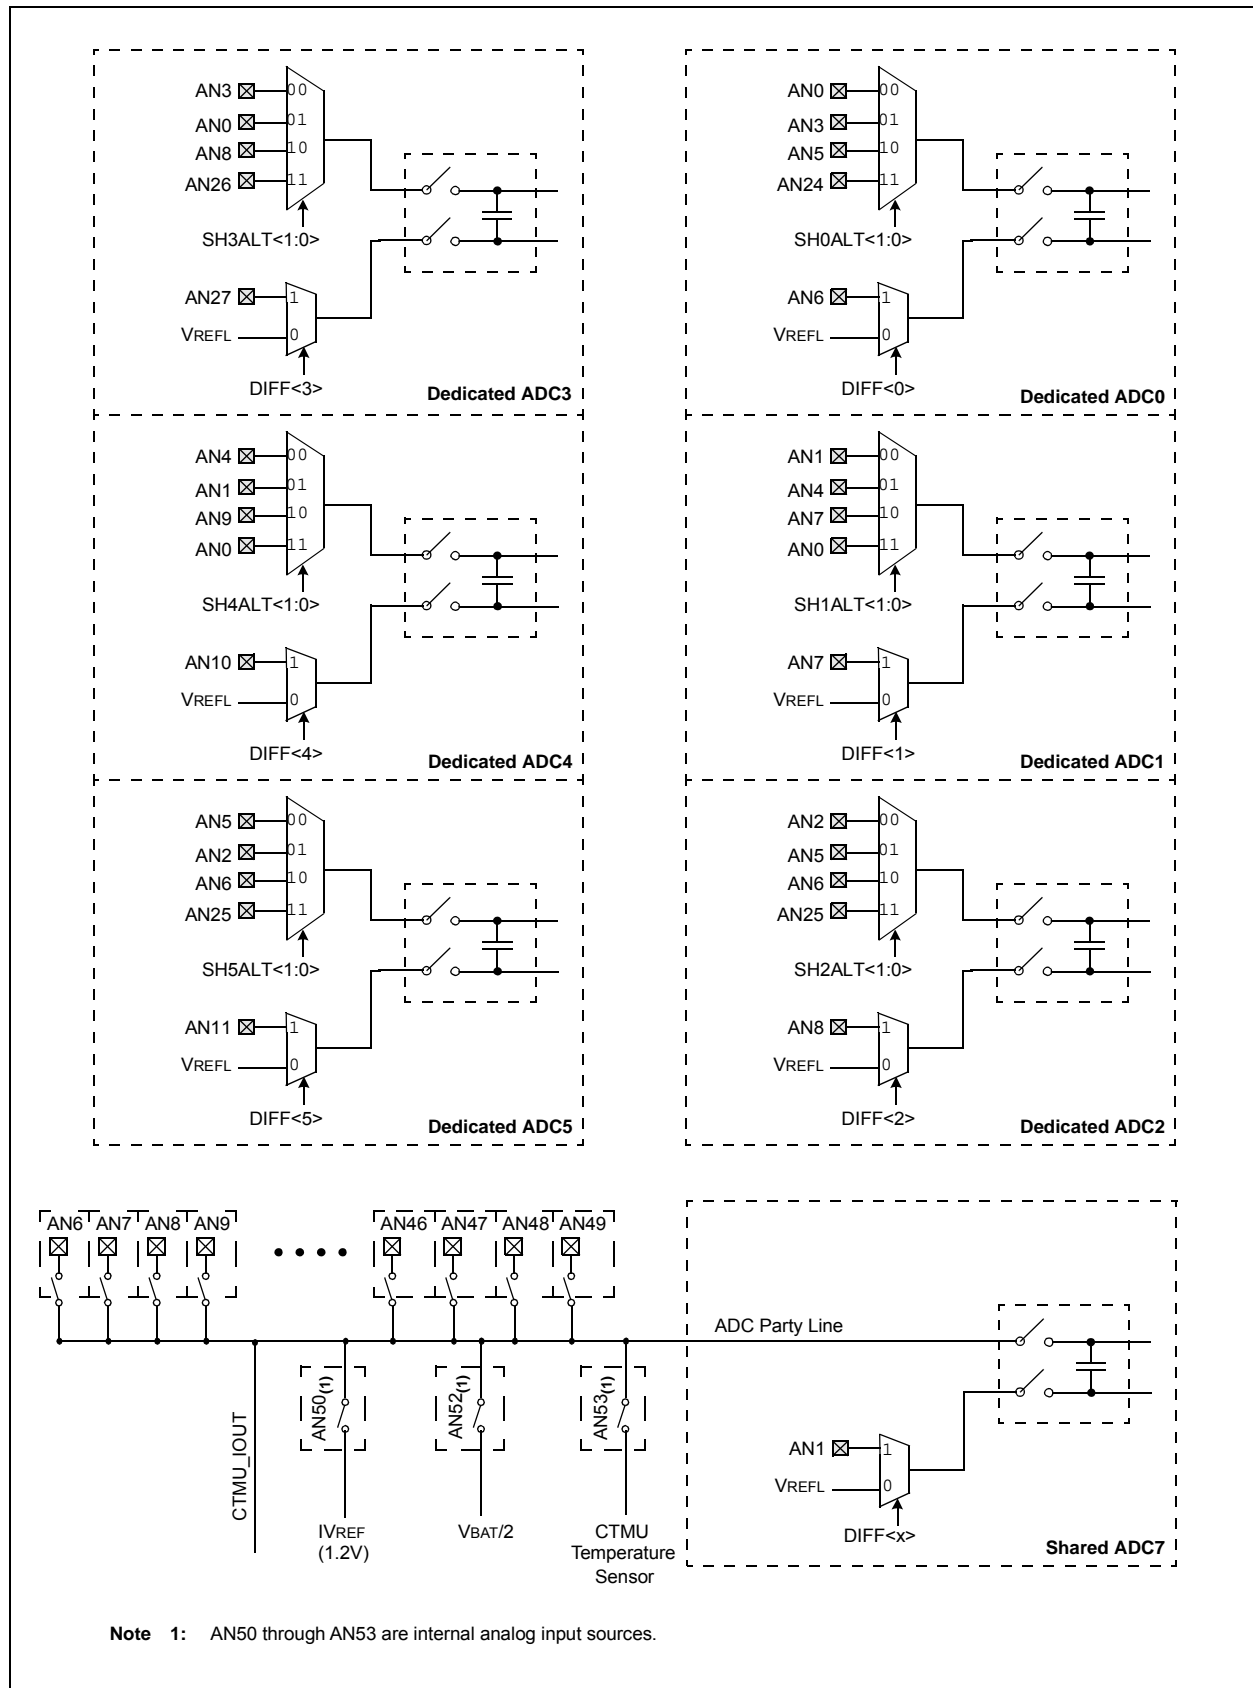 AN3 00
AN0 01
AN8 10
AN26 11
SH3ALT<1:0>
AN27 1
VREFL 0
DIFF<3>
Dedicated ADC3
AN0 00
AN3 01
AN5 10
AN24 11
SH0ALT<1:0>
AN6 1
VREFL 0
DIFF<0>
Dedicated ADC0
AN4 00
AN1 01
AN9 10
AN0 11
SH4ALT<1:0>
AN10 1
VREFL 0
DIFF<4>
Dedicated ADC4
AN1 00
AN4 01
AN7 10
AN0 11
SH1ALT<1:0>
AN7 1
VREFL 0
DIFF<1>
Dedicated ADC1
AN5 00
AN2 01
AN6 10
AN25 11
SH5ALT<1:0>
AN11 1
VREFL 0
DIFF<5>
Dedicated ADC5
AN2 00
AN5 01
AN6 10
AN25 11
SH2ALT<1:0>
AN8 1
VREFL 0
DIFF<2>
Dedicated ADC2
AN6 AN7 AN8 AN9 AN46 AN47 AN48 AN49
ADC Party Line
CTMU_IOUT
AN50(1)
AN52(1)
AN53(1)
IVREF
(1.2V)
VBAT/2
CTMU
Temperature
Sensor
AN1 1
VREFL 0
DIFF<x>
Shared ADC7
Note 1: AN50 through AN53 are internal analog input sources.